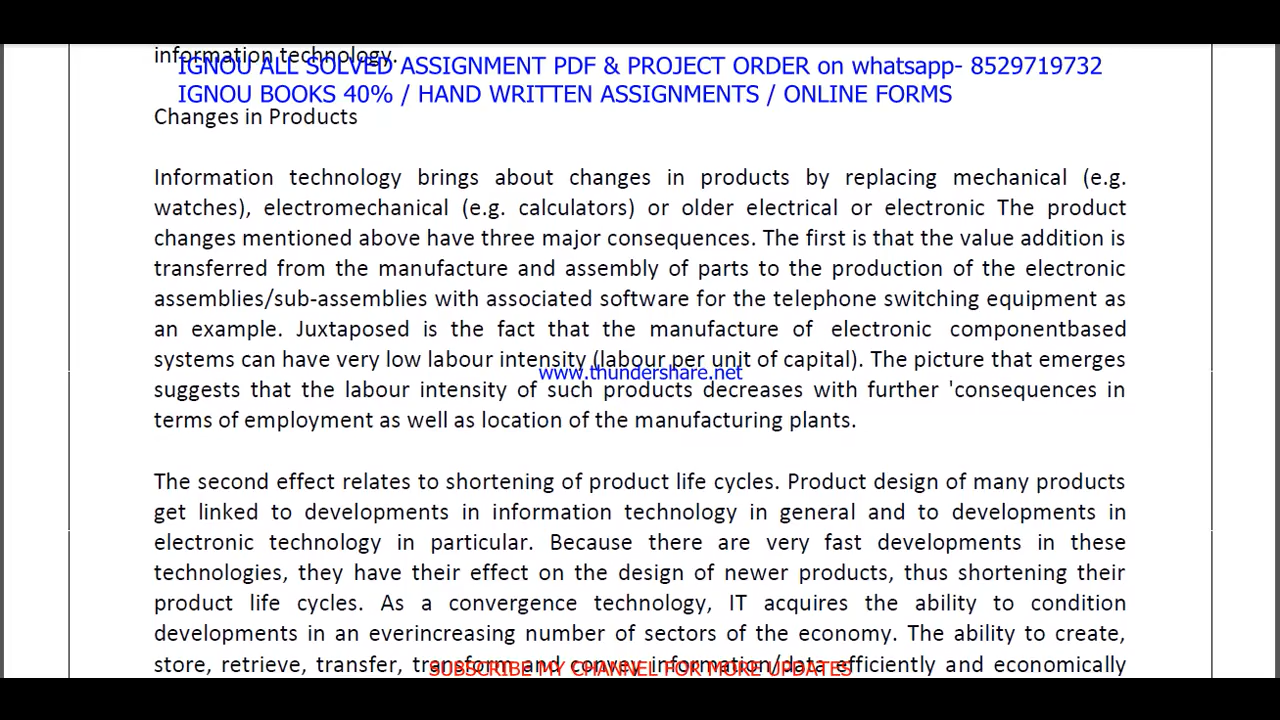 information technology.
IGNOU ALL SOLVED ASSIGNMENT PDF & PROJECT ORDER on whatsapp- 8529719732
IGNOU BOOKS 40% / HAND WRITTEN ASSIGNMENTS / ONLINE FORMS
Changes in Products
Information technology brings about changes in products by replacing mechanical (e.g.
watches), electromechanical (e.g. calculators) or older electrical or electronic The product
changes mentioned above have three major consequences. The first is that the value addition is
transferred from the manufacture and assembly of parts to the production of the electronic
assemblies/sub-assemblies with associated software for the telephone switching equipment as
an example. Juxtaposed is the fact that the manufacture of electronic componentbased
systems can have very low labour intensity (labour per unit of capital). The picture that emerges
www.thundershare.net
suggests that the labour intensity of such products decreases with further 'consequences in
terms of employment as well as location of the manufacturing plants.
The second effect relates to shortening of product life cycles. Product design of many products
get linked to developments in information technology in general and to developments in
electronic technology in particular. Because there are very fast developments in these
technologies, they have their effect on the design of newer products, thus shortening their
product life cycles. As a convergence technology, IT acquires the ability to condition
developments in an everincreasing number of sectors of the economy. The ability to create,
store, retrieve, transfer, transform and convey information/data efficiently and economically
SUBSCRIBE MY CHANNEL FOR MORE UPDATES